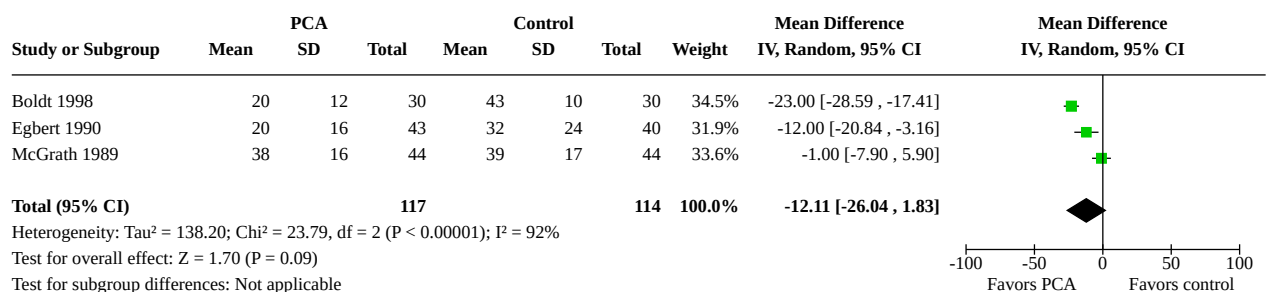 PCA Control Mean Difference Mean Difference
Study or Subgroup Mean SD Total Mean SD Total Weight IV, Random, 95% CI IV, Random, 95% CI
Boldt 1998 20 12 30 43 10 30 34.5% -23.00 [-28.59 , -17.41]
Egbert 1990 20 16 43 32 24 40 31.9% -12.00 [-20.84 , -3.16]
McGrath 1989 38 16 44 39 17 44 33.6% -1.00 [-7.90 , 5.90]
Total (95% CI) 117 114 100.0% -12.11 [-26.04 , 1.83]
Heterogeneity: Tau² = 138.20; Chi² = 23.79, df = 2 (P < 0.00001); I² = 92%
Test for overall effect: Z = 1.70 (P = 0.09) -100 -50 0 50 100
Test for subgroup differences: Not applicable Favors PCA Favors control